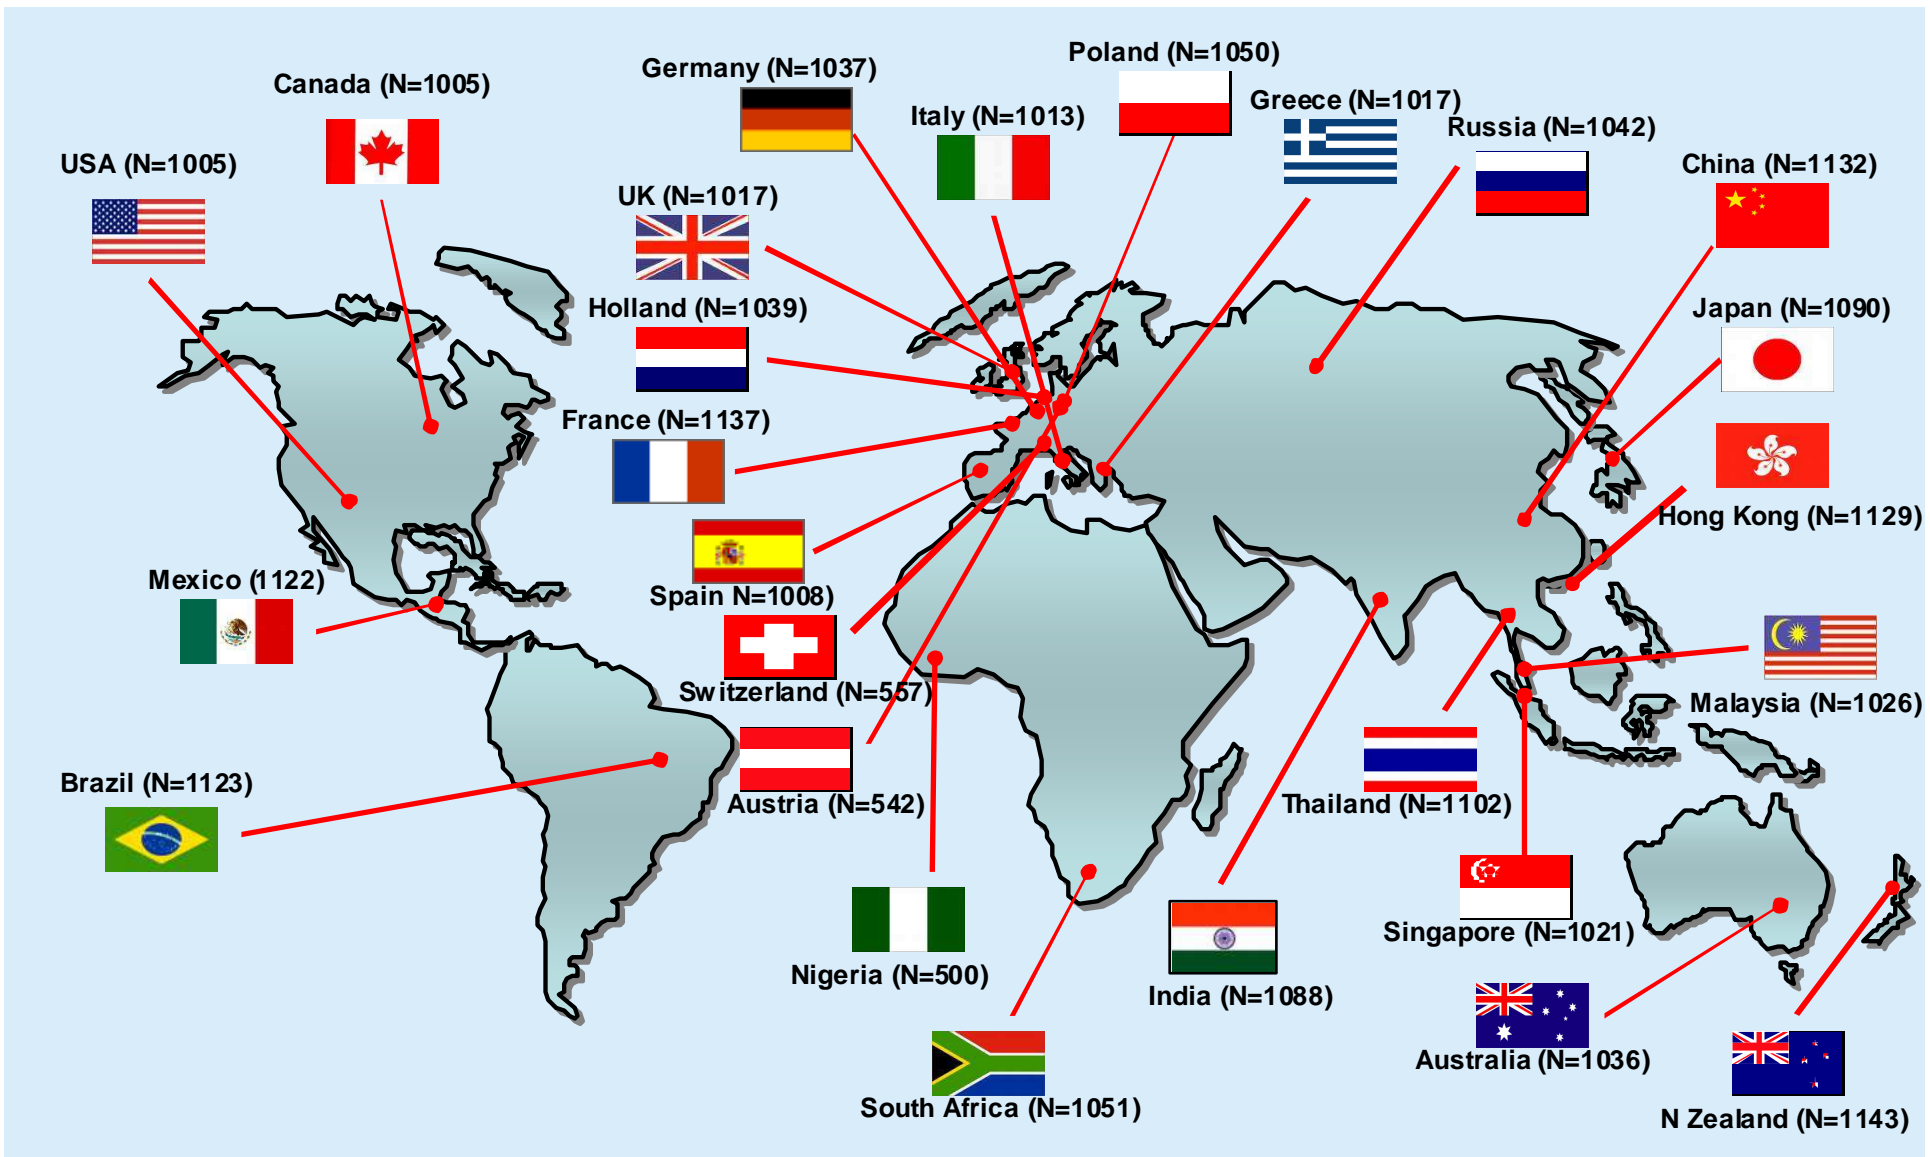 Poland (N=1050)
Germany (N=1037)
Canada (N=1005)
Greece (N=1017)
Italy (N=1013)
Russia (N=1042)
USA (N=1005)
China (N=1132)
UK (N=1017)
Holland (N=1039)
Japan (N=1090)
France (N=1137)
Hong Kong (N=1129)
Mexico (1122)
Spain N=1008)
Switzerland (N=557)
Malaysia (N=1026)
Brazil (N=1123)
Austria (N=542)
Thailand (N=1102)
Singapore (N=1021)
Nigeria (N=500)
India (N=1088)
Australia (N=1036)
South Africa (N=1051)
N Zealand (N=1143)